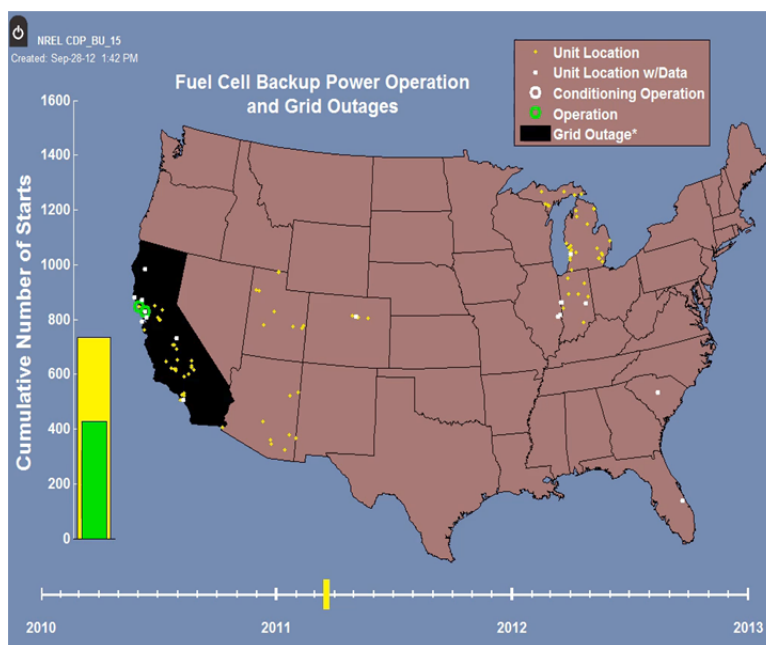 NREL CDP_BU_15
Created: Sep-28-12 1:42 PM
Fuel Cell Backup Power Operation
and Grid Outages
Unit Location
Unit Location w/Data
Conditioning Operation
Operation
Grid Outage*
Cumulative Number of Starts
1600
1400
1200
1000
800
600
400
200
0
2010
2011
2012
2013